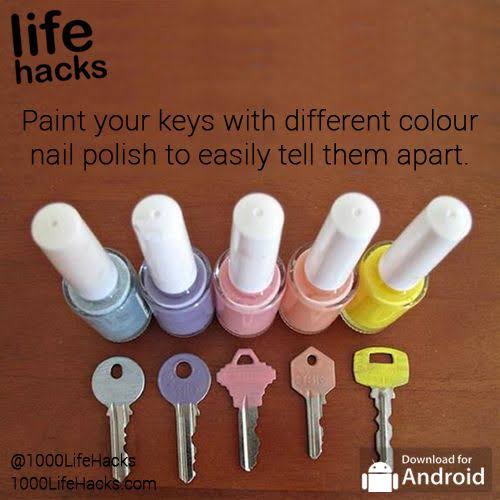 life
hacks
Paint your keys with different colour
nail polish to easily tell them apart.
@1000LifeHacks
1000LifeHacks.com
Download for
Android